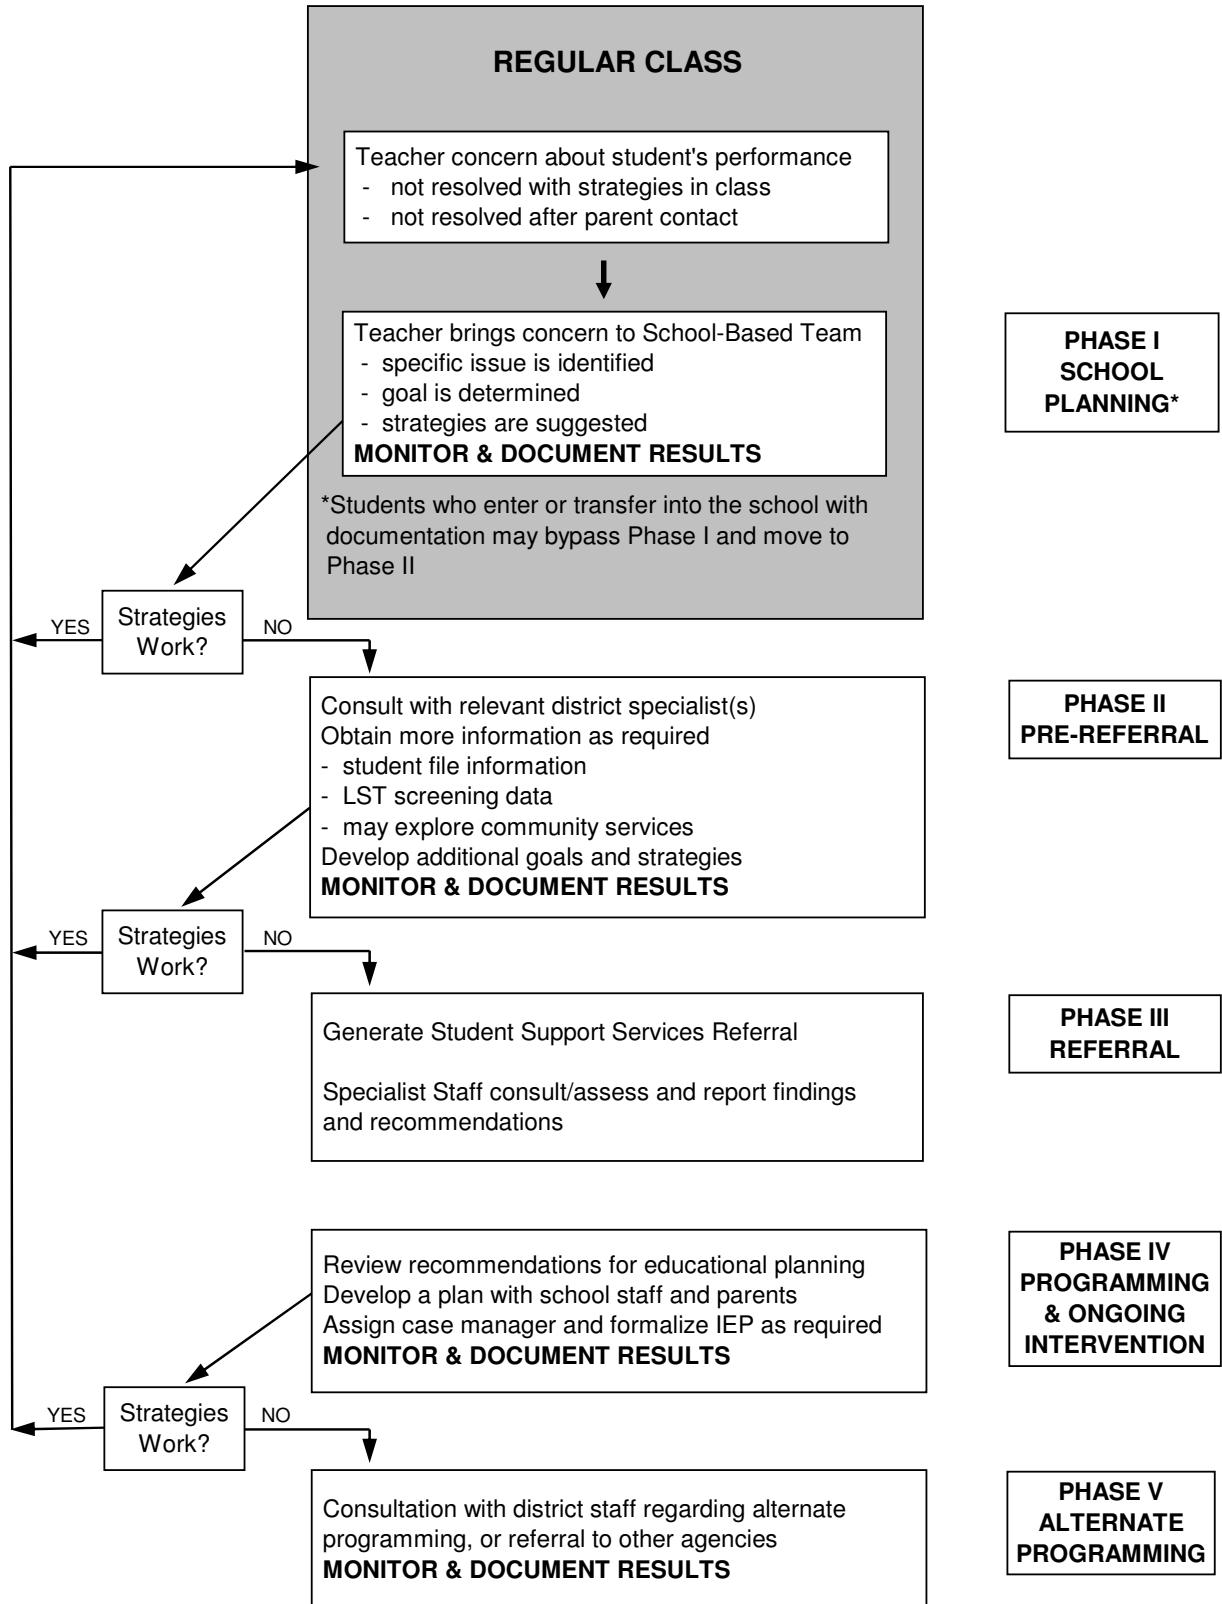 REGULAR CLASS
Teacher concern about student's performance
- not resolved with strategies in class
- not resolved after parent contact
Teacher brings concern to School-Based Team
- specific issue is identified
- goal is determined
- strategies are suggested
MONITOR & DOCUMENT RESULTS
PHASE I
SCHOOL
PLANNING*
*Students who enter or transfer into the school with
documentation may bypass Phase I and move to
Phase II
YES
Strategies
Work?
NO
Consult with relevant district specialist(s)
Obtain more information as required
- student file information
- LST screening data
- may explore community services
Develop additional goals and strategies
MONITOR & DOCUMENT RESULTS
PHASE II
PRE-REFERRAL
YES
Strategies
Work?
NO
Generate Student Support Services Referral
Specialist Staff consult/assess and report findings
and recommendations
PHASE III
REFERRAL
Review recommendations for educational planning
Develop a plan with school staff and parents
Assign case manager and formalize IEP as required
MONITOR & DOCUMENT RESULTS
PHASE IV
PROGRAMMING
& ONGOING
INTERVENTION
YES
Strategies
Work?
NO
Consultation with district staff regarding alternate
programming, or referral to other agencies
MONITOR & DOCUMENT RESULTS
PHASE V
ALTERNATE
PROGRAMMING